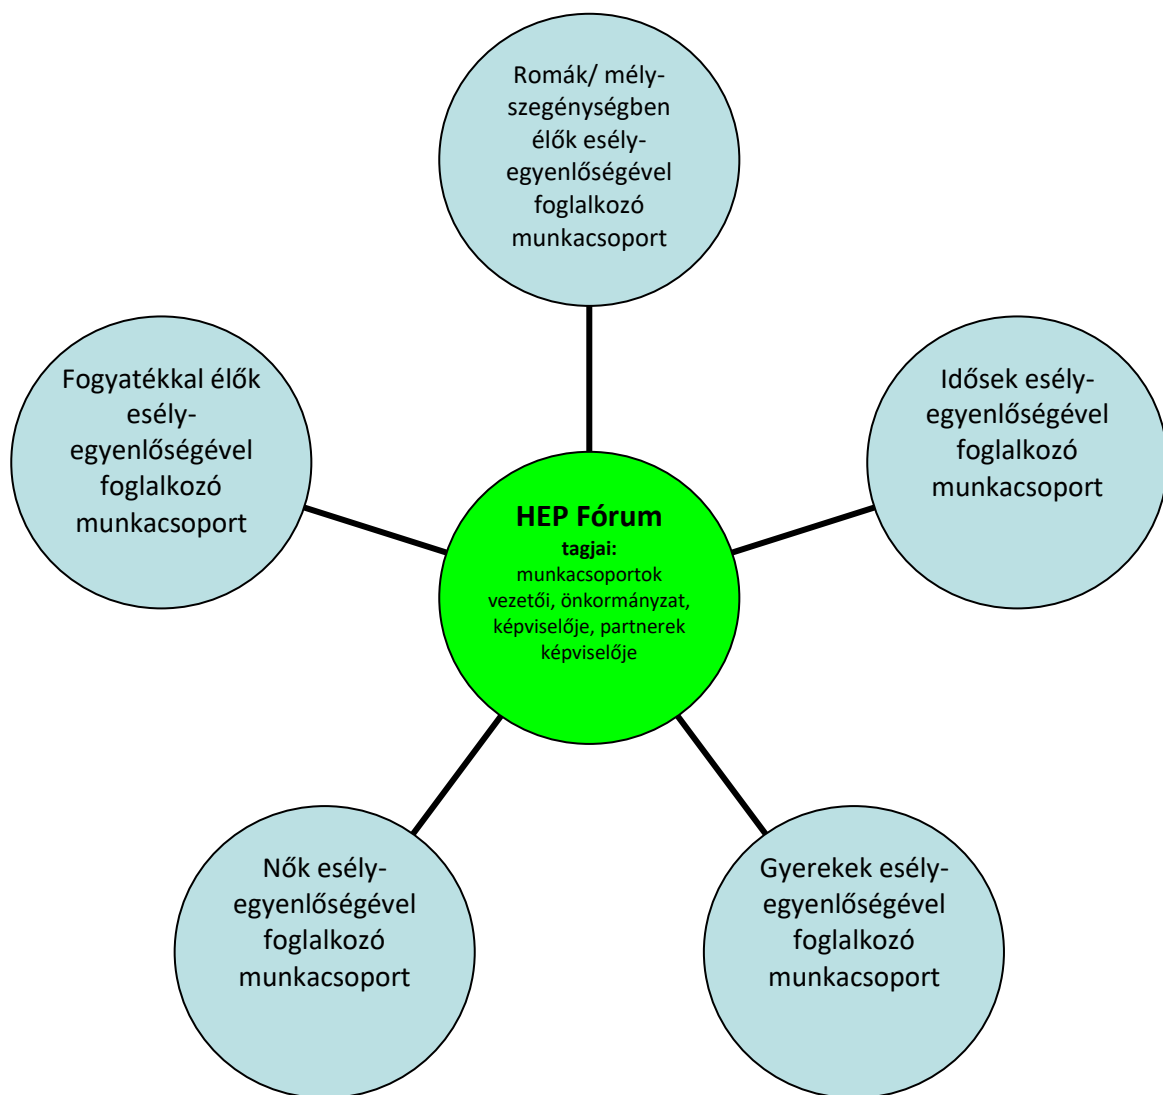 Romák/ mély-
szegénységben
élők esély-
egyenlőségével
foglalkozó
munkacsoport
Fogyatékkal élők
esély-
egyenlőségével
foglalkozó
munkacsoport
Idősek esély-
egyenlőségével
foglalkozó
munkacsoport
HEP Fórum
tagjai:
munkacsoportok
vezetői, önkormányzat,
képviselője, partnerek
képviselője
Nők esély-
egyenlőségével
foglalkozó
munkacsoport
Gyerekek esély-
egyenlőségével
foglalkozó
munkacsoport